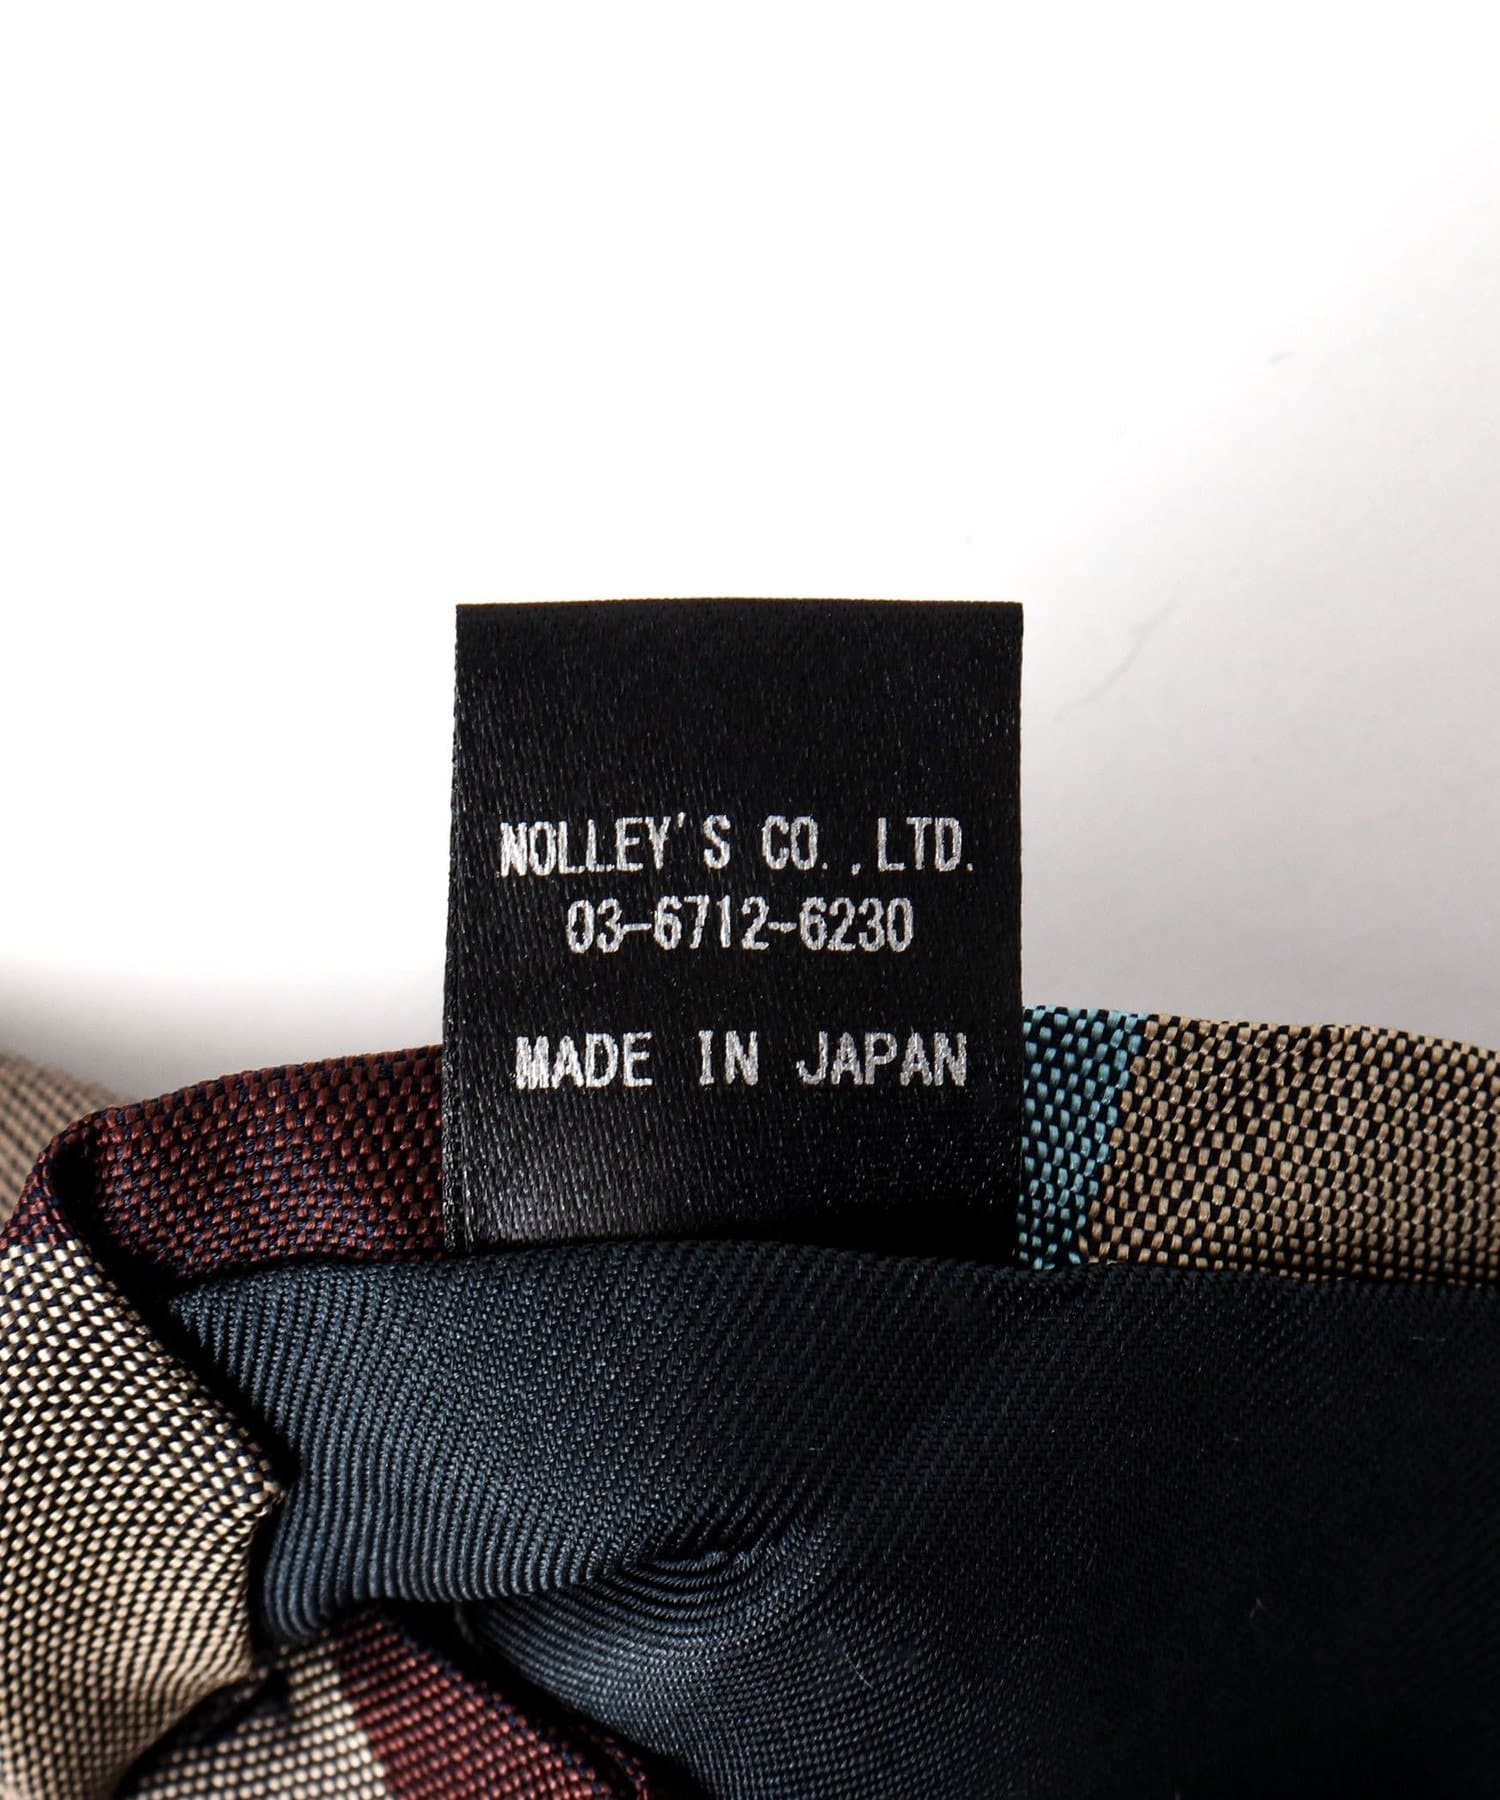 NOLLEY'S CO.,LTD.
03-6712-6230
MADE IN JAPAN